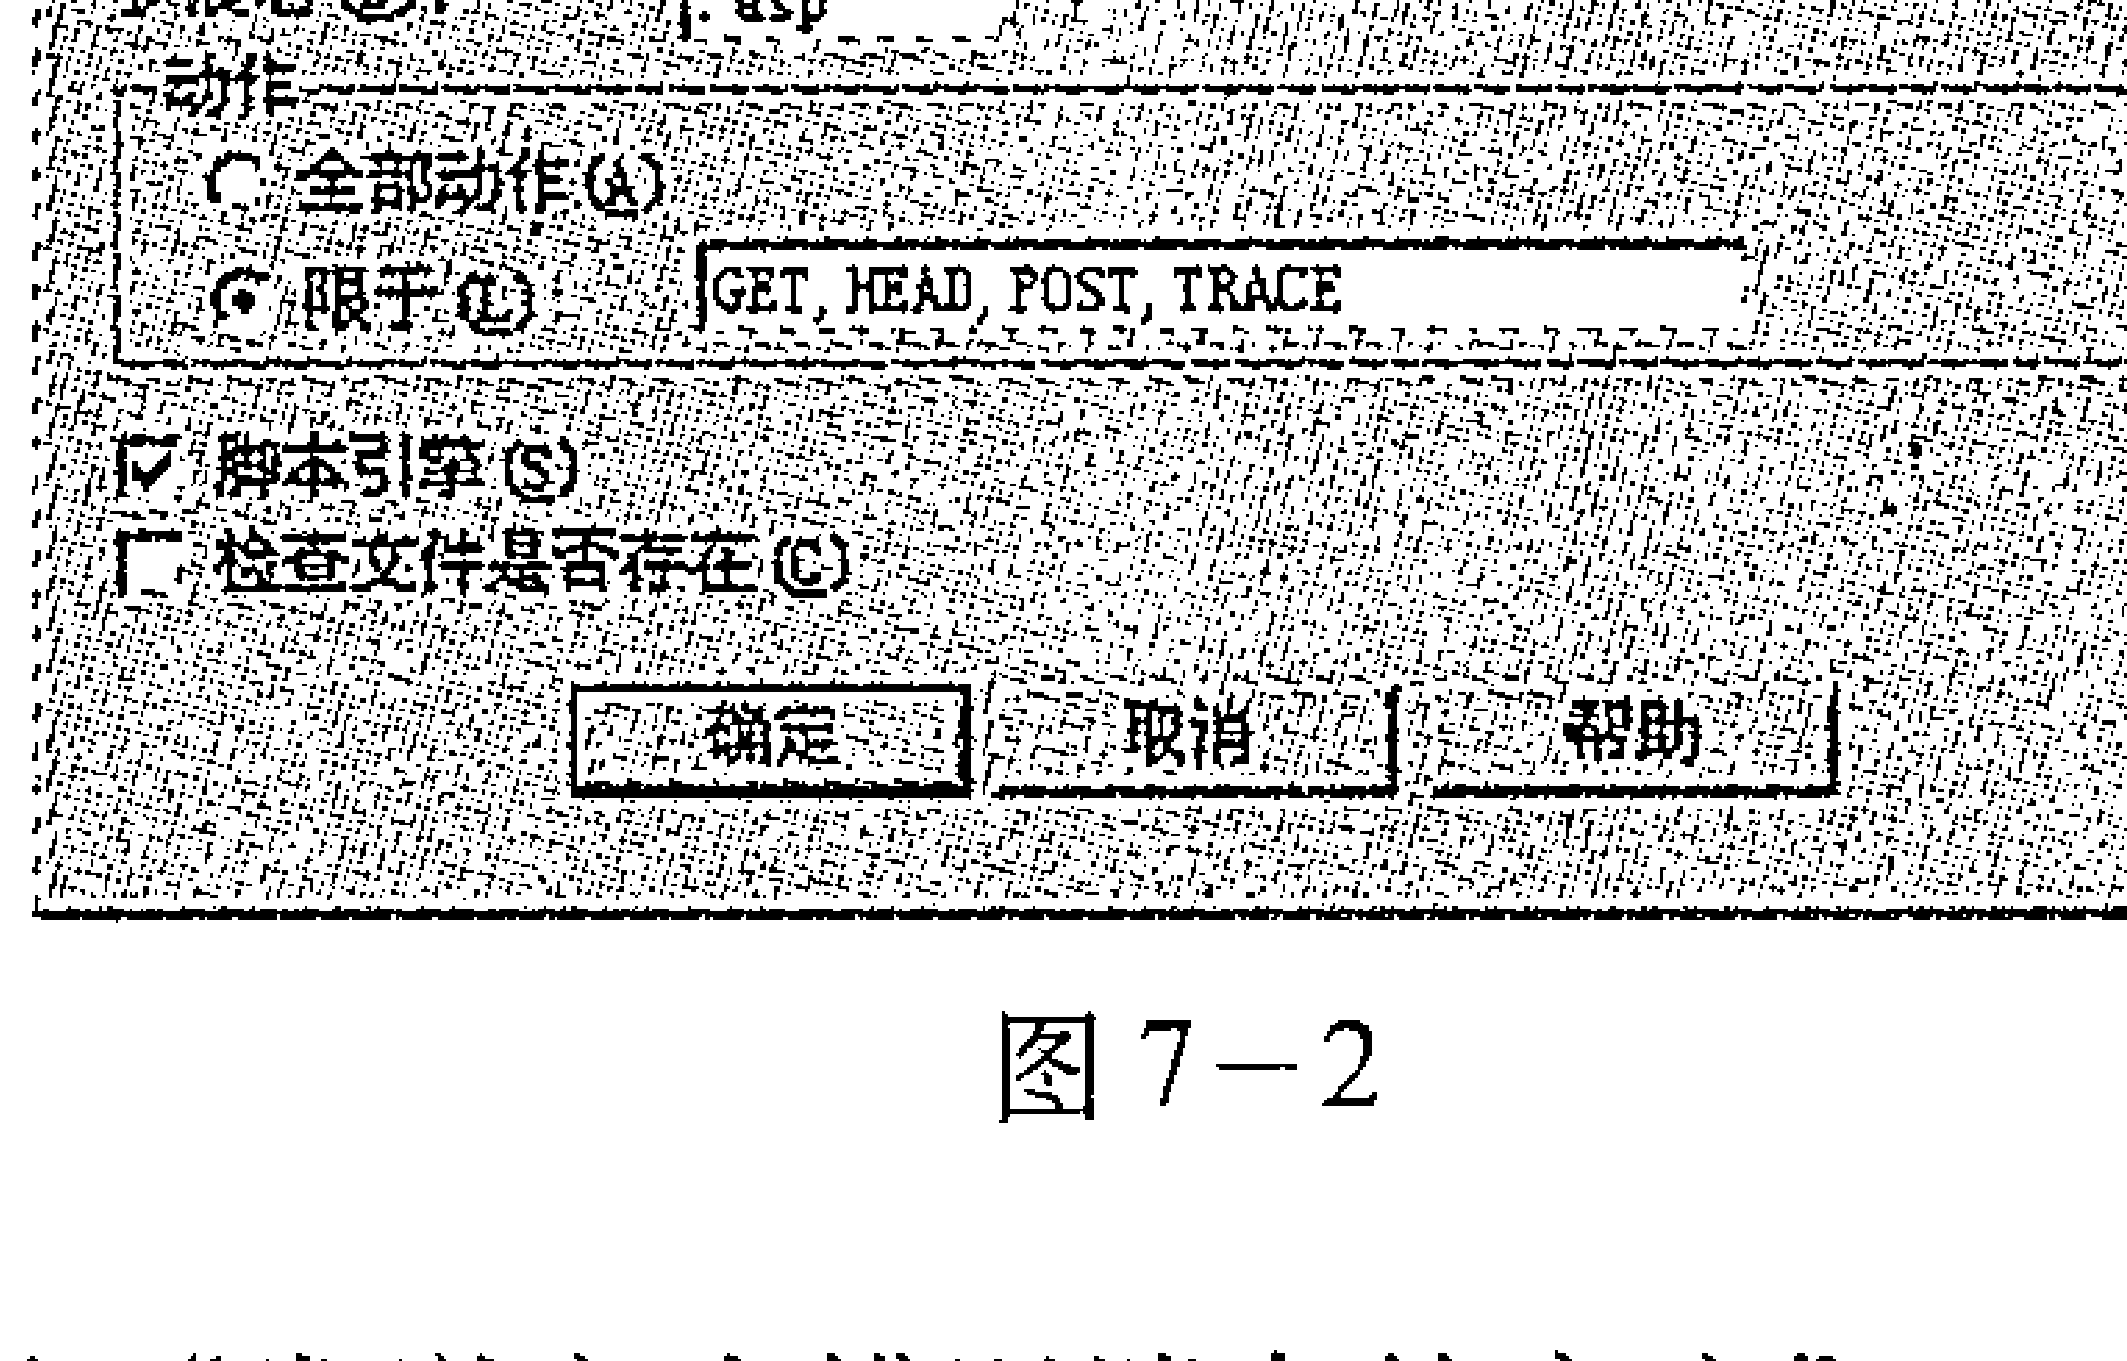 .asp
动作
全部动作(A)
限于(L) GET,HEAD,POST,TRACE
脚本引擎(S)
检查文件是否存在(C)
确定 取消 帮助
图 7－2